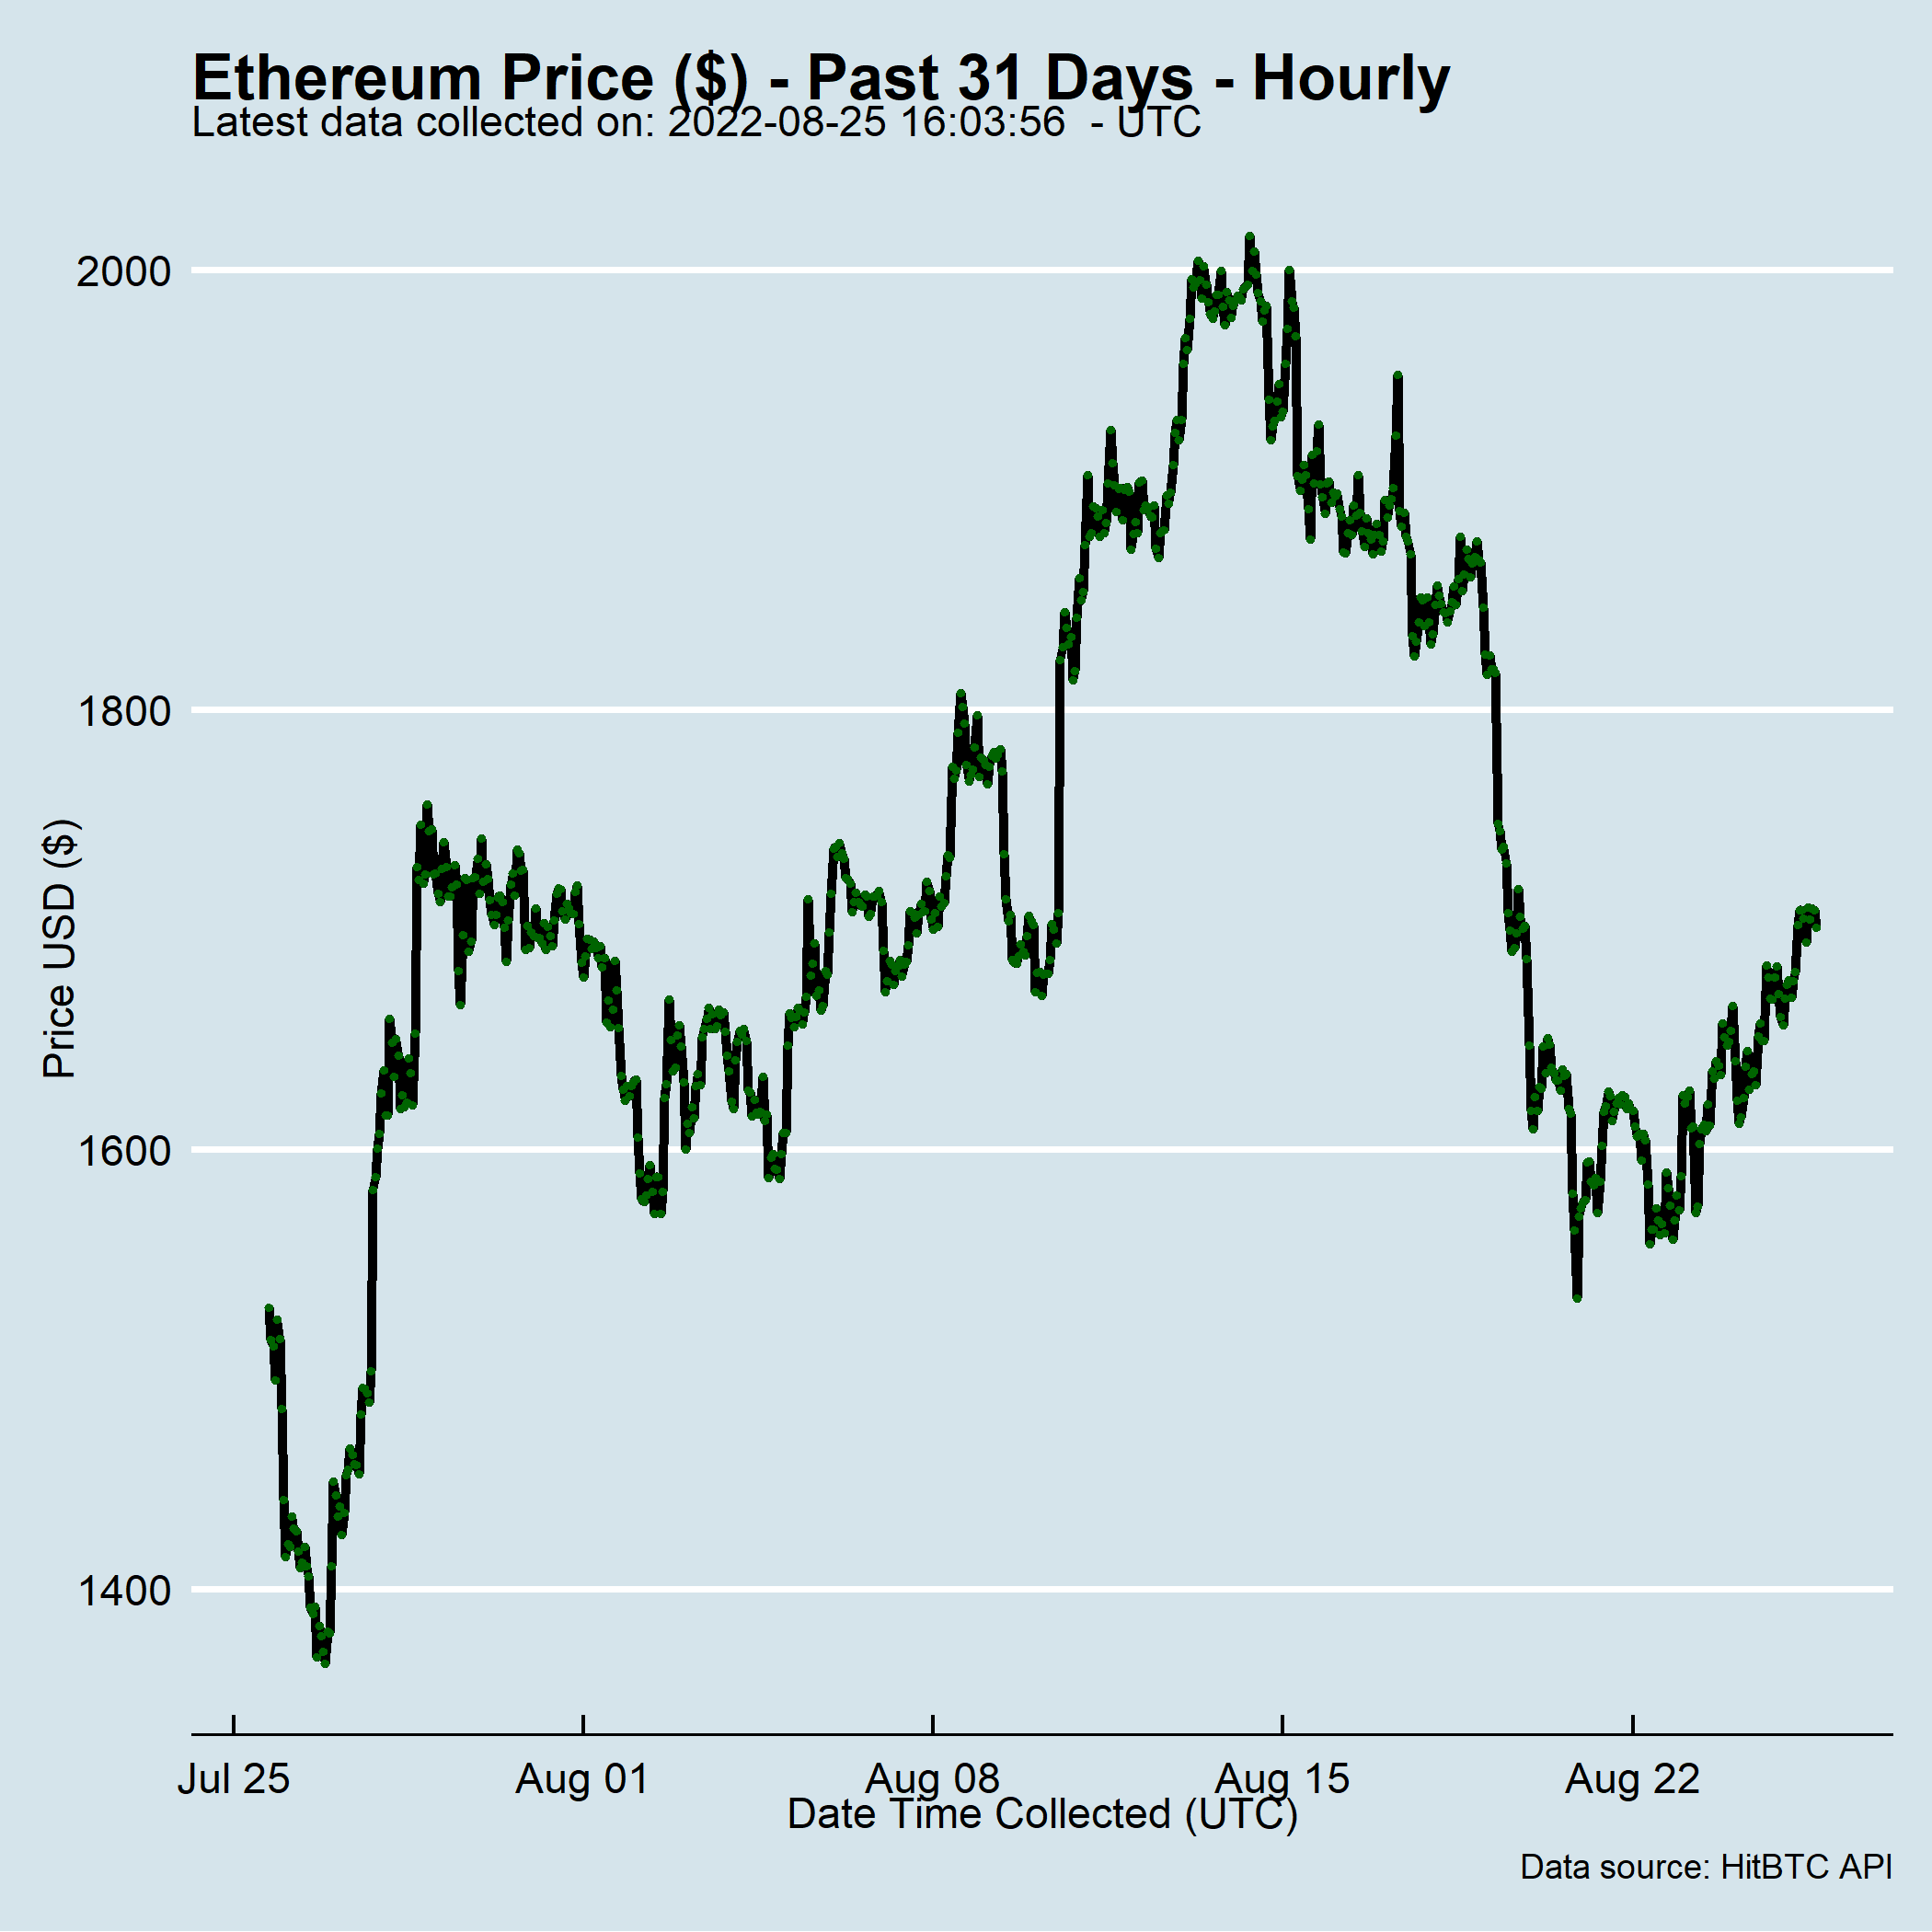 Ethereum Price ($) - Past 31 Days - Hourly
Latest data collected on: 2022-08-25 16:03:56  - UTC
2000
1800
1600
1400
Price USD ($)
Jul 25 Aug 01 Aug 08 Aug 15 Aug 22
Date Time Collected (UTC)
Data source: HitBTC API